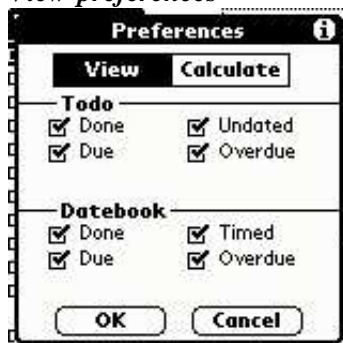 View preferences
Preferences i
View Calculate
Todo
Done Undated
Due Overdue
Datebook
Done Timed
Due Overdue
OK Cancel